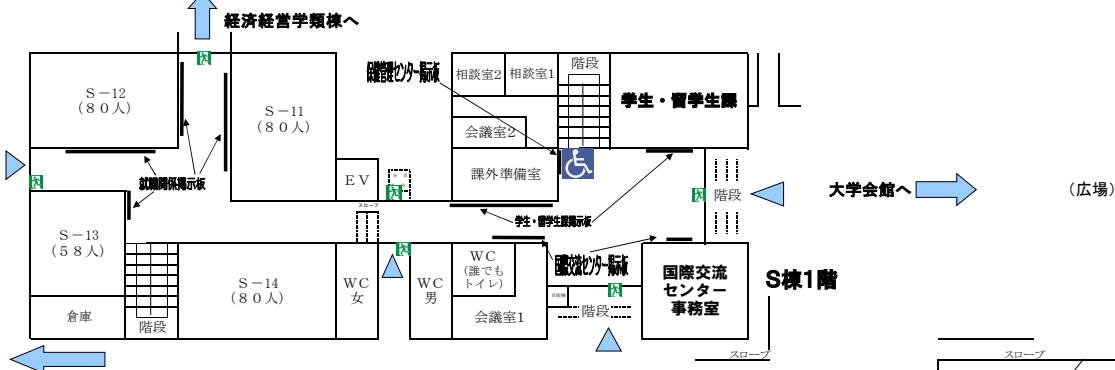 経済経営学類棟へ
保健管理センター掲示板
相談室2
相談室1
階段
学生・留学生課
S－12
（80人）
S－11
（80人）
会議室2
課外準備室
EV
就職関係掲示板
スロープ
学生・留学生課掲示板
階段
大学会館へ
（広場）
S－13
（58人）
S－14
（80人）
WC
女
WC
男
WC
（誰でも
トイレ）
国際交流センター掲示板
国際交流
センター
事務室
S棟1階
倉庫
階段
会議室1
自販機
階段
スロープ
スロープ